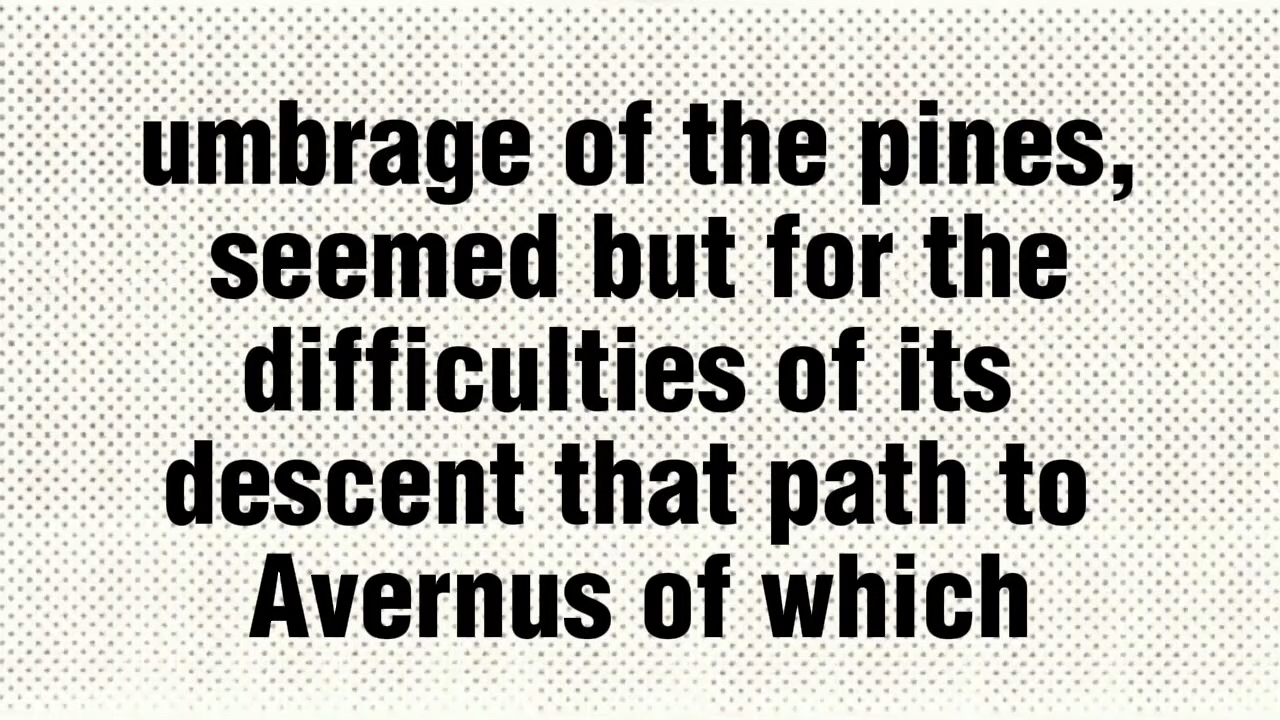 umbrage of the pines,
seemed but for the
difficulties of its
descent that path to
Avernus of which